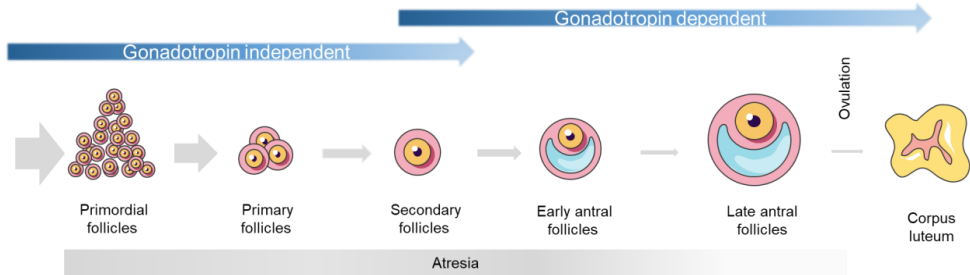 Gonadotropin dependent
Gonadotropin independent
Ovulation
Primordial
follicles
Primary
follicles
Secondary
follicles
Early antral
follicles
Late antral
follicles
Corpus
luteum
Atresia